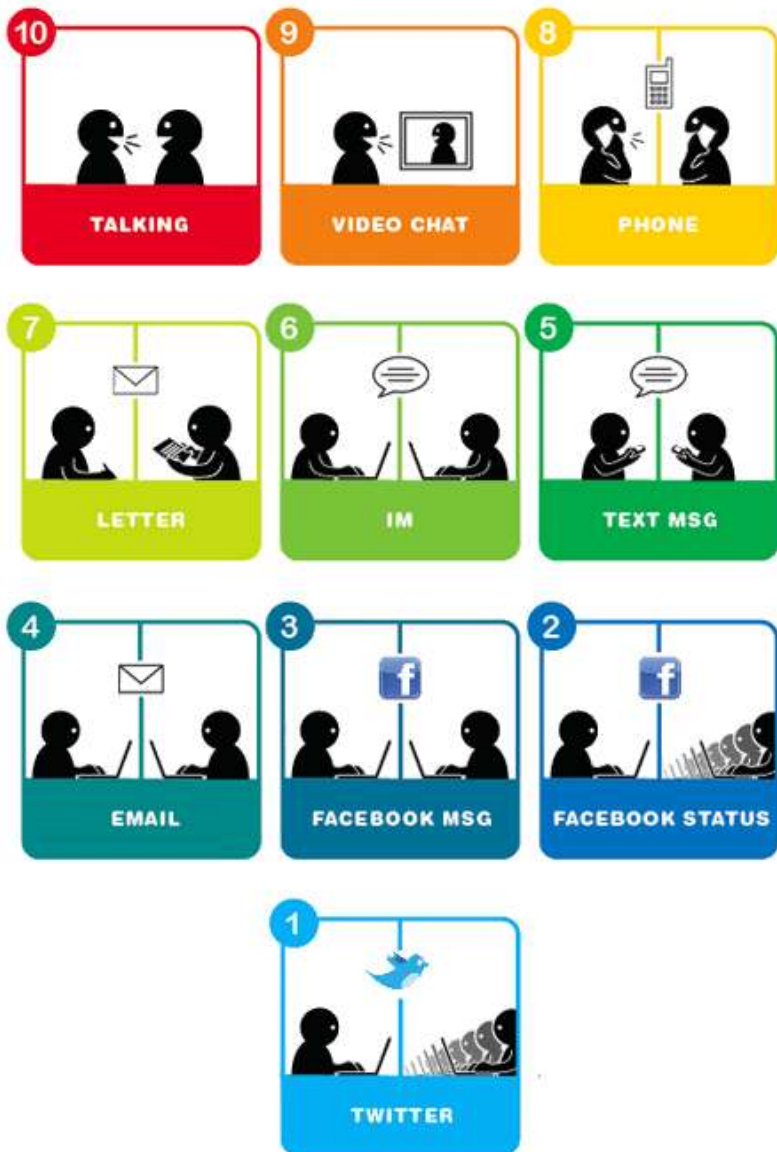 10
TALKING
9
VIDEO CHAT
8
PHONE
7
LETTER
6
IM
5
TEXT MSG
4
EMAIL
3
f
FACEBOOK MSG
2
f
FACEBOOK STATUS
1
TWITTER